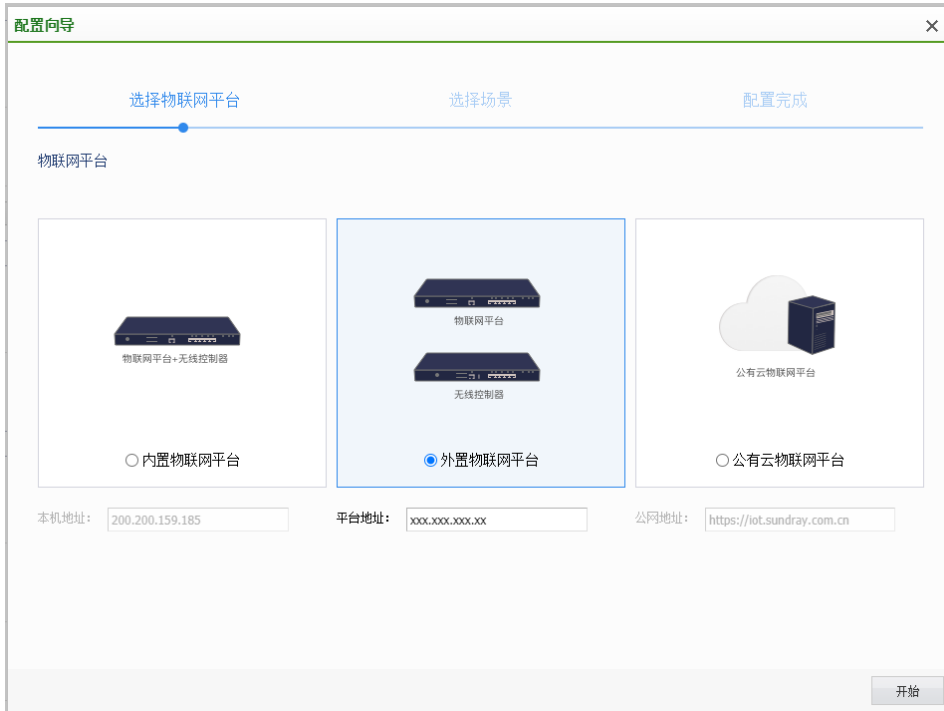 配置向导
选择物联网平台 选择场景 配置完成
物联网平台
物联网平台+无线控制器
内置物联网平台
物联网平台
无线控制器
外置物联网平台
公有云物联网平台
公有云物联网平台
本机地址： 200.200.159.185
平台地址： xxx.xxx.xxx.xx
公网地址： https://iot.sundray.com.cn
开始